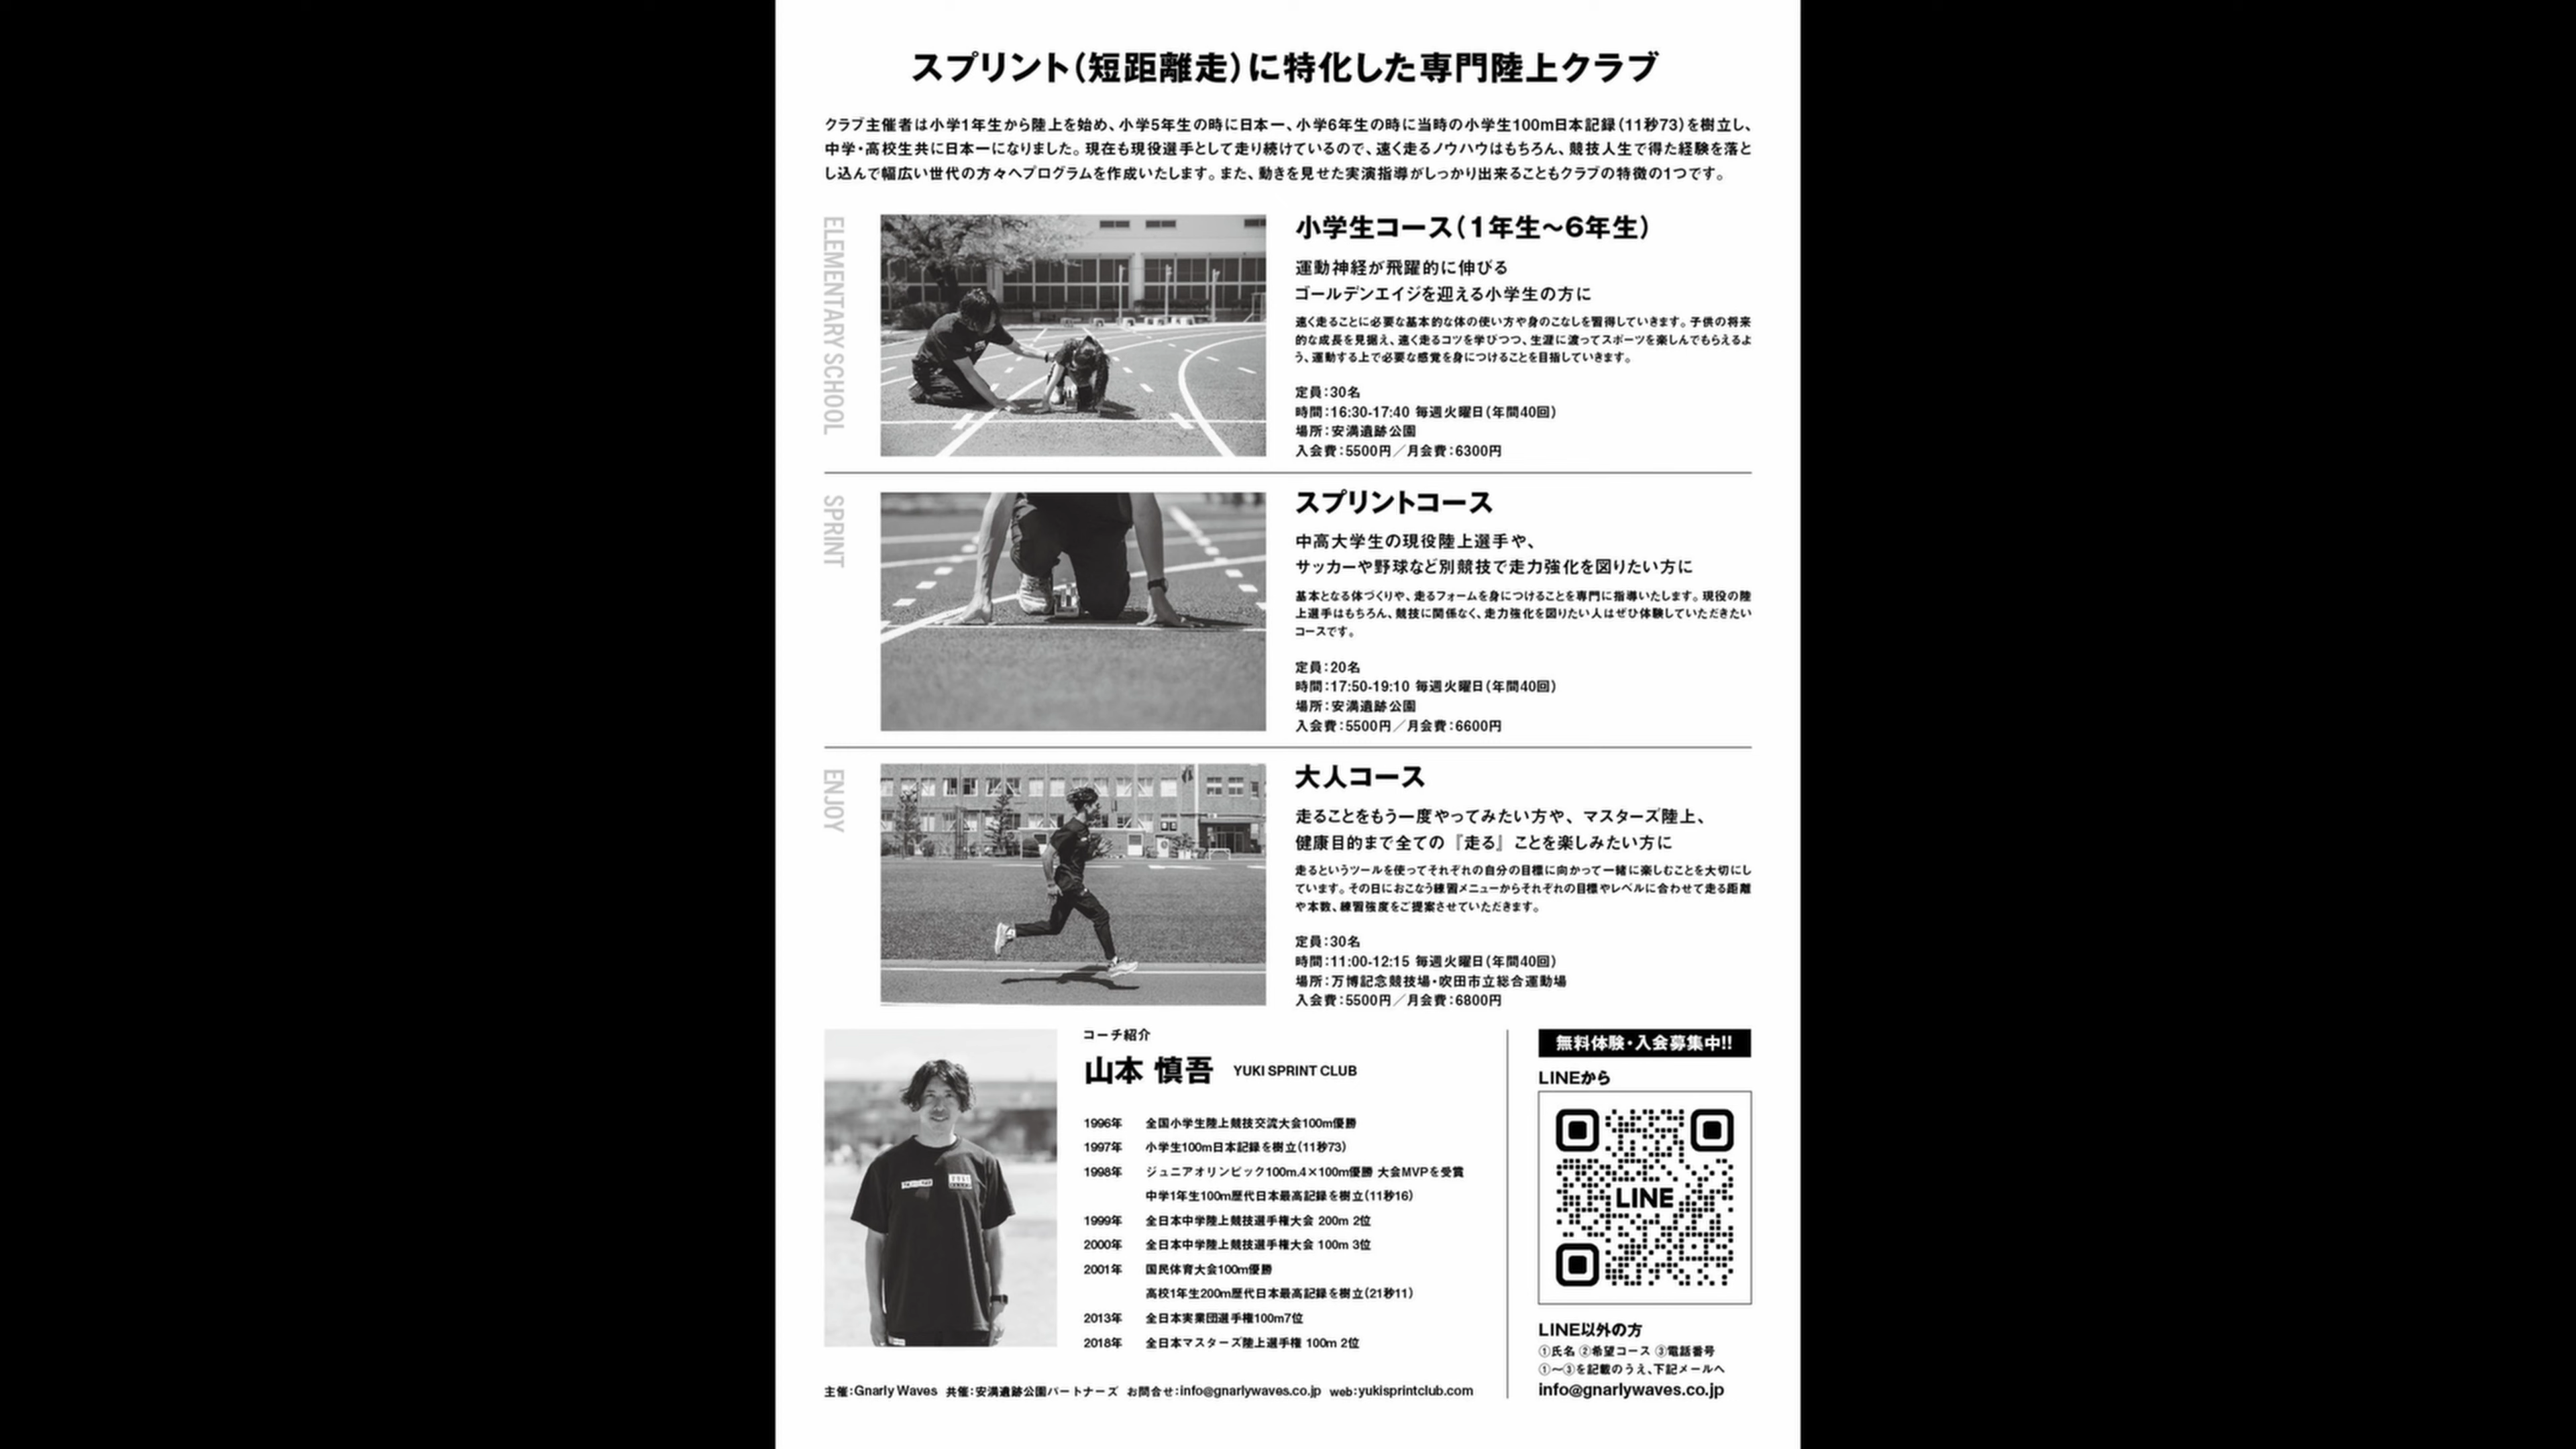 スプリント（短距離走）に特化した専門陸上クラブ
クラブ主催者は小学1年生から陸上を始め、小学5年生の時に日本一、小学6年生の時に当時の小学生100m日本記録（11秒73）を樹立し、
中学・高校生共に日本一になりました。現在も現役選手として走り続けているので、速く走るノウハウはもちろん、競技人生で得た経験を落と
し込んで幅広い世代の方々へプログラムを作成いたします。また、動きを見せた実演指導がしっかり出来ることもクラブの特徴の1つです。
ELEMENTARY SCHOOL
小学生コース（1年生〜6年生）
運動神経が飛躍的に伸びる
ゴールデンエイジを迎える小学生の方に
速く走ることに必要な基本的な体の使い方や身のこなしを習得していきます。子供の将来
的な成長を見据え、速く走るコツを学びつつ、生涯に渡ってスポーツを楽しんでもらえるよ
う、運動する上で必要な感覚を身につけることを目指していきます。
定員：30名
時間：16:30-17:40 毎週火曜日（年間40回）
場所：安満遺跡公園
入会費：5500円／月会費：6300円
SPRINT
スプリントコース
中高大学生の現役陸上選手や、
サッカーや野球など別競技で走力強化を図りたい方に
基本となる体づくりや、走るフォームを身につけることを専門に指導いたします。現役の陸
上選手はもちろん、競技に関係なく、走力強化を図りたい人はぜひ体験していただきたい
コースです。
定員：20名
時間：17:50-19:10 毎週火曜日（年間40回）
場所：安満遺跡公園
入会費：5500円／月会費：6600円
ENJOY
大人コース
走ることをもう一度やってみたい方や、マスターズ陸上、
健康目的まで全ての『走る』ことを楽しみたい方に
走るというツールを使ってそれぞれの自分の目標に向かって一緒に楽しむことを大切にし
ています。その日におこなう練習メニューからそれぞれの目標やレベルに合わせて走る距離
や本数、練習強度をご提案させていただきます。
定員：30名
時間：11:00-12:15 毎週火曜日（年間40回）
場所：万博記念競技場・吹田市立総合運動場
入会費：5500円／月会費：6800円
コーチ紹介
山本 慎吾 YUKI SPRINT CLUB
1996年 全国小学生陸上競技交流大会100m優勝
1997年 小学生100m日本記録を樹立（11秒73）
1998年 ジュニアオリンピック100m.4×100m優勝 大会MVPを受賞
中学1年生100m歴代日本最高記録を樹立（11秒16）
1999年 全日本中学陸上競技選手権大会 200m 2位
2000年 全日本中学陸上競技選手権大会 100m 3位
2001年 国民体育大会100m優勝
高校1年生200m歴代日本最高記録を樹立（21秒11）
2013年 全日本実業団選手権100m7位
2018年 全日本マスターズ陸上選手権 100m 2位
主催：Gnarly Waves 共催：安満遺跡公園パートナーズ お問合せ：info@gnarlywaves.co.jp web：yukisprintclub.com
無料体験・入会募集中!!
LINEから
LINE
LINE以外の方
①氏名 ②希望コース ③電話番号
①〜③を記載のうえ、下記メールへ
info@gnarlywaves.co.jp